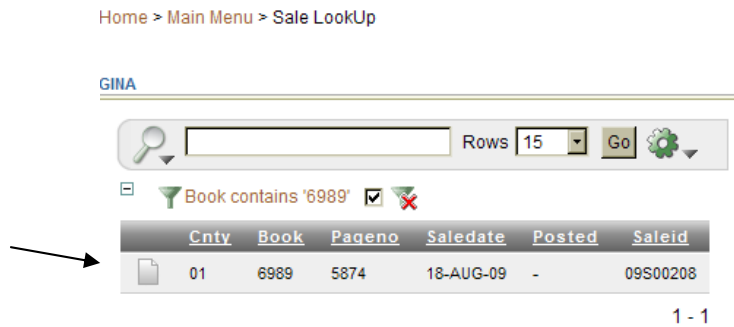 Home > Main Menu > Sale LookUp
GINA
Rows 15 Go
Book contains '6989'
Cnty Book Pageno Saledate Posted Saleid
01 6989 5874 18-AUG-09 - 09S00208
1 - 1